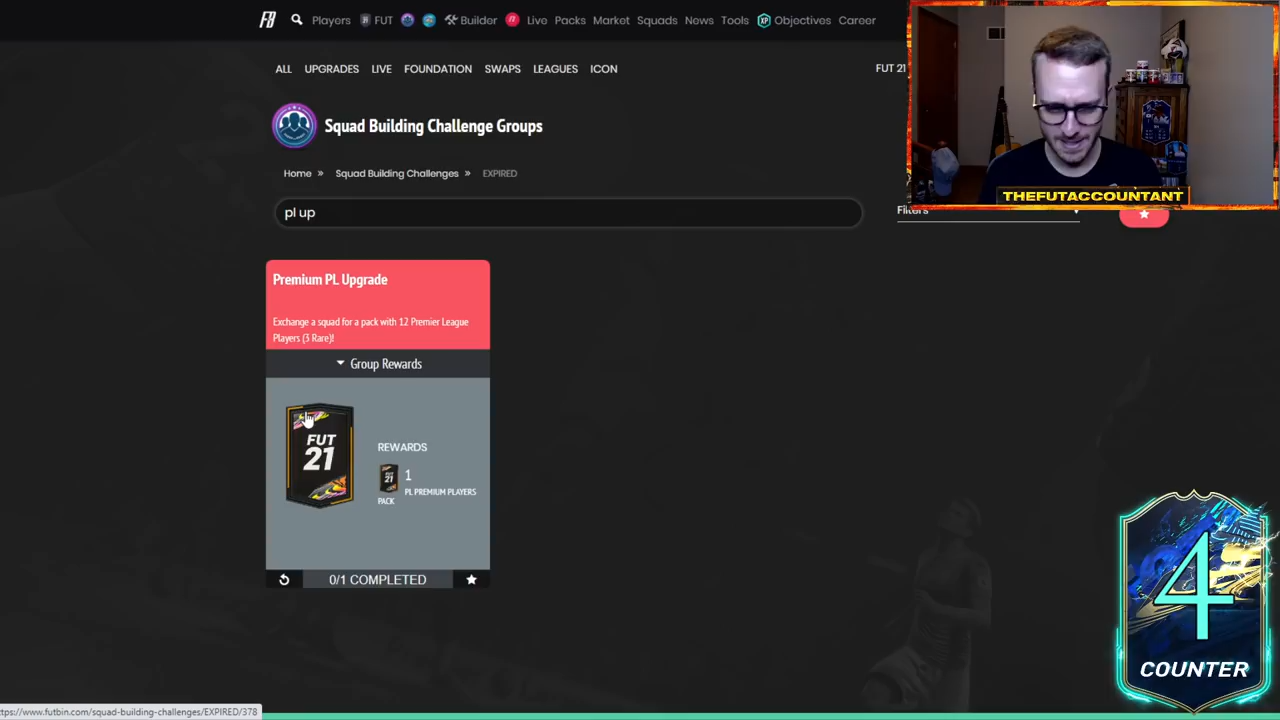 Players FUT Builder Live Packs Market Squads News Tools XP Objectives Career
ALL UPGRADES LIVE FOUNDATION SWAPS LEAGUES ICON FUT 21
Squad Building Challenge Groups
Home » Squad Building Challenges » EXPIRED
pl up
Filters
THEFUTACCOUNTANT
Premium PL Upgrade
Exchange a squad for a pack with 12 Premier League
Players (3 Rare)!
Group Rewards
FUT
21
REWARDS
1
PL PREMIUM PLAYERS
PACK
0/1 COMPLETED
4
COUNTER
ttps://www.futbin.com/squad-building-challenges/EXPIRED/378